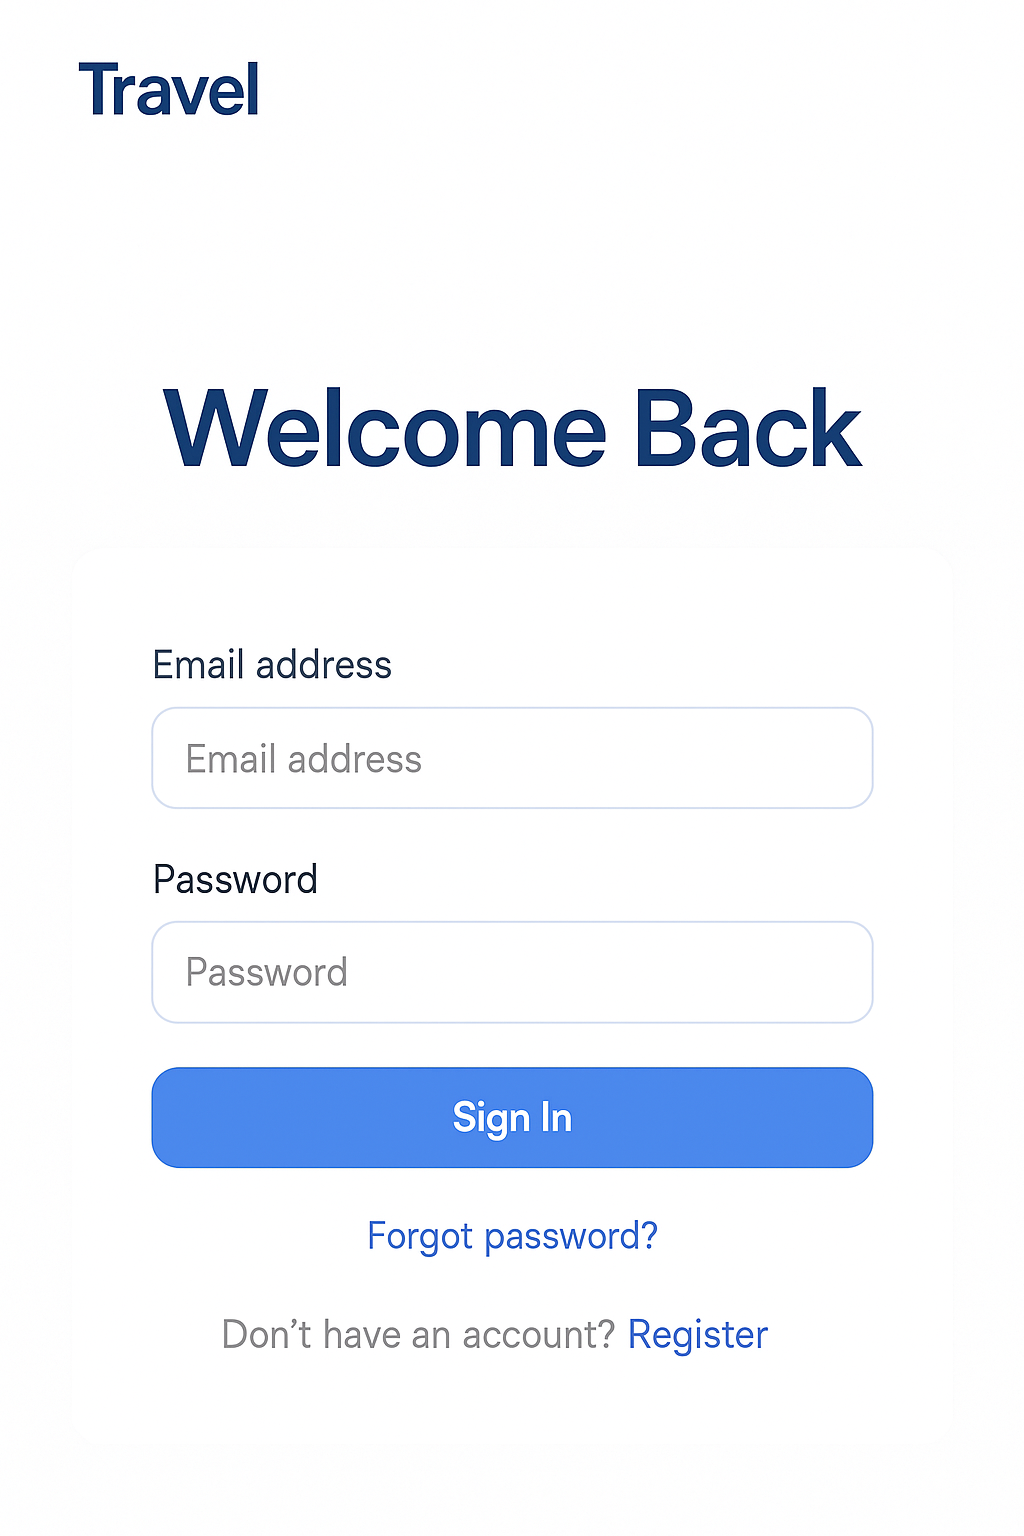 Travel
Welcome Back
Email address
Email address
Password
Password
Sign In
Forgot password?
Don’t have an account? Register